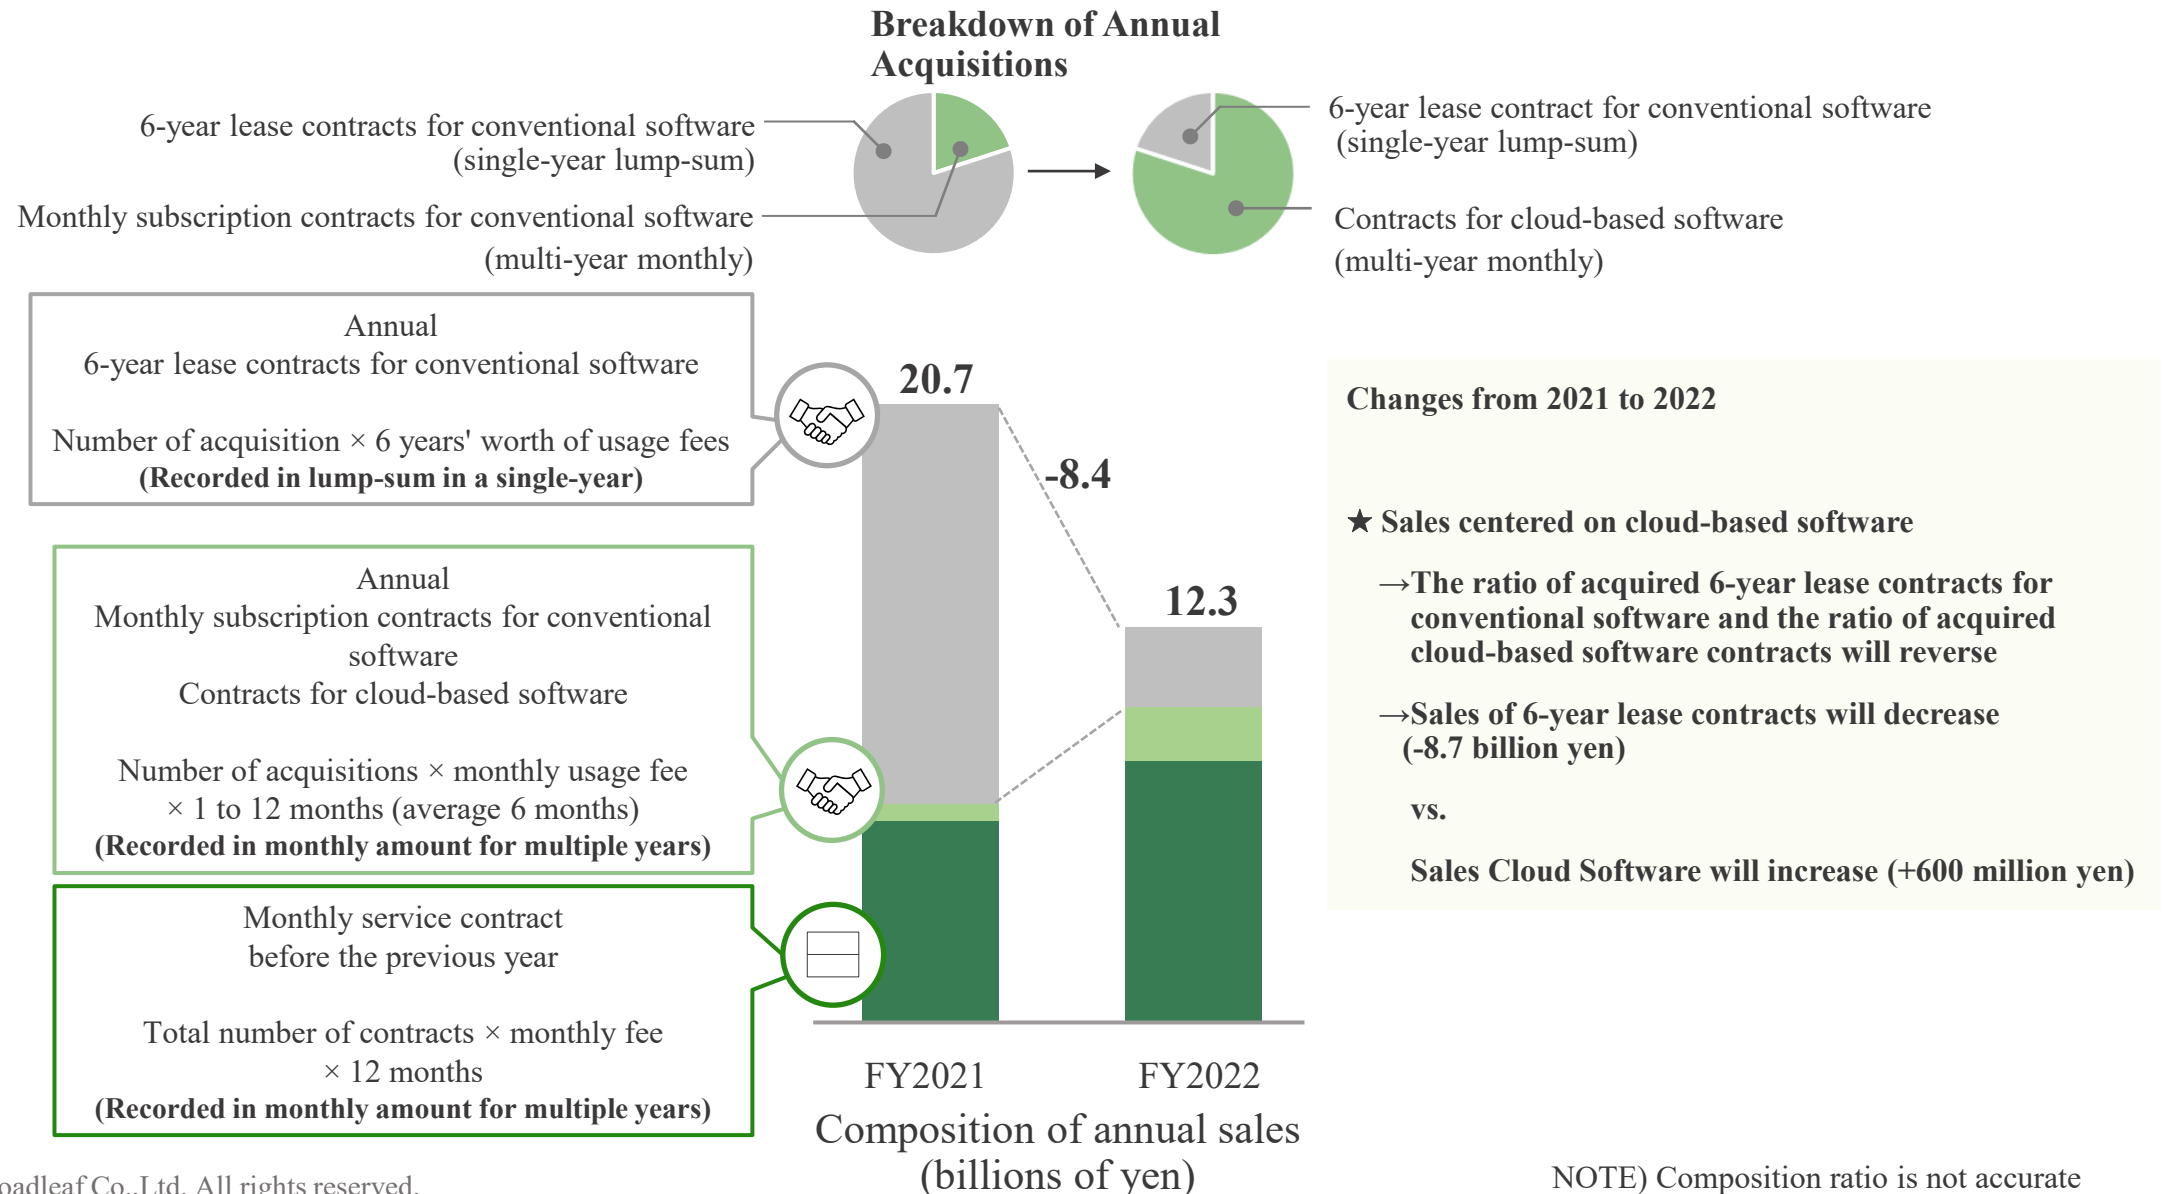 Breakdown of Annual
Acquisitions
6-year lease contracts for conventional software
(single-year lump-sum)
Monthly subscription contracts for conventional software
(multi-year monthly)
6-year lease contract for conventional software
(single-year lump-sum)
Contracts for cloud-based software
(multi-year monthly)
Annual
6-year lease contracts for conventional software
Number of acquisition × 6 years' worth of usage fees
(Recorded in lump-sum in a single-year)
Annual
Monthly subscription contracts for conventional
software
Contracts for cloud-based software
Number of acquisitions × monthly usage fee
× 1 to 12 months (average 6 months)
(Recorded in monthly amount for multiple years)
Monthly service contract
before the previous year
Total number of contracts × monthly fee
× 12 months
(Recorded in monthly amount for multiple years)
20.7
-8.4
12.3
FY2021
FY2022
Composition of annual sales
(billions of yen)
Changes from 2021 to 2022
★ Sales centered on cloud-based software
→The ratio of acquired 6-year lease contracts for
conventional software and the ratio of acquired
cloud-based software contracts will reverse
→Sales of 6-year lease contracts will decrease
(-8.7 billion yen)
vs.
Sales Cloud Software will increase (+600 million yen)
NOTE) Composition ratio is not accurate
oadleaf Co.,Ltd. All rights reserved.